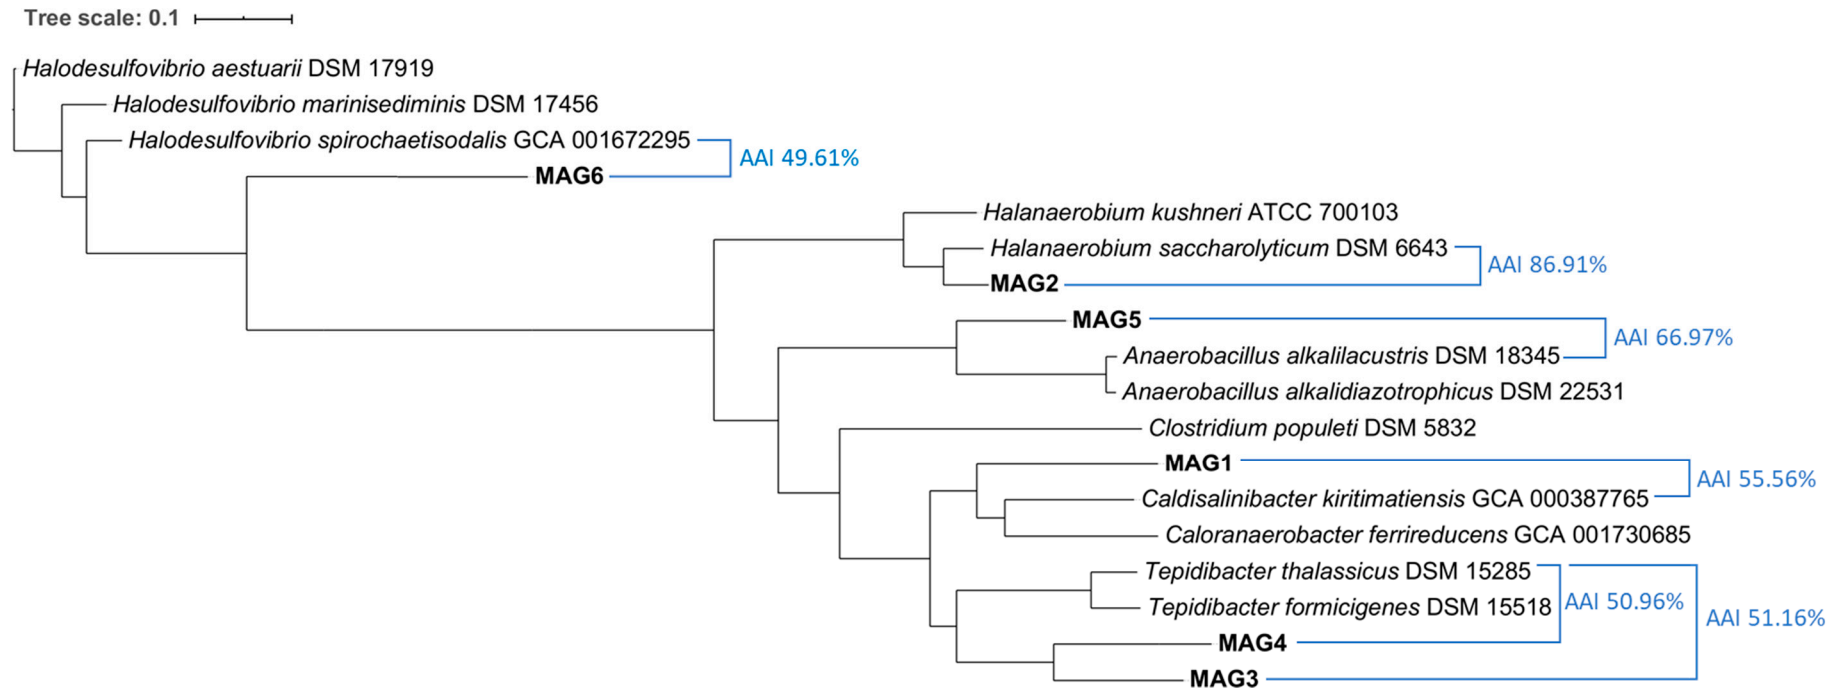 Tree scale: 0.1
Halodesulfovibrio aestuarii DSM 17919
Halodesulfovibrio marinisediminis DSM 17456
Halodesulfovibrio spirochaetisodalis GCA 001672295
AAI 49.61%
MAG6
Halanaerobium kushneri ATCC 700103
Halanaerobium saccharolyticum DSM 6643
AAI 86.91%
MAG2
MAG5
AAI 66.97%
Anaerobacillus alkalilacustris DSM 18345
Anaerobacillus alkalidiazotrophicus DSM 22531
Clostridium populeti DSM 5832
MAG1
AAI 55.56%
Caldisalinibacter kiritimatiensis GCA 000387765
Caloranaerobacter ferrireducens GCA 001730685
Tepidibacter thalassicus DSM 15285
AAI 50.96%
Tepidibacter formicigenes DSM 15518
AAI 51.16%
MAG4
MAG3